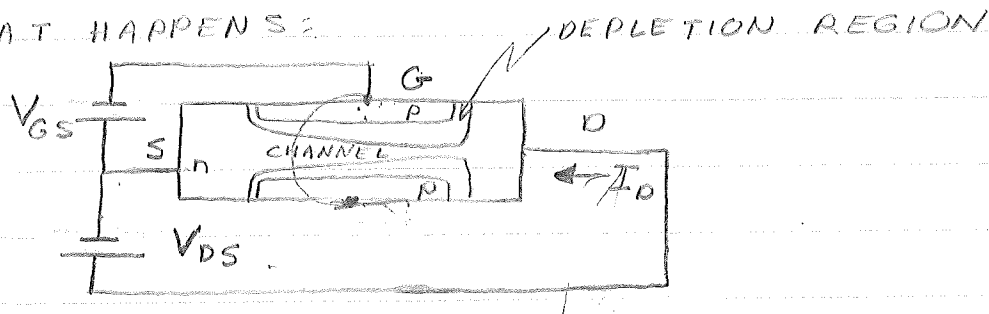 AT HAPPENS:
DEPLETION REGION
G
VGS
P
D
S
CHANNEL
n
ID
P
VDS